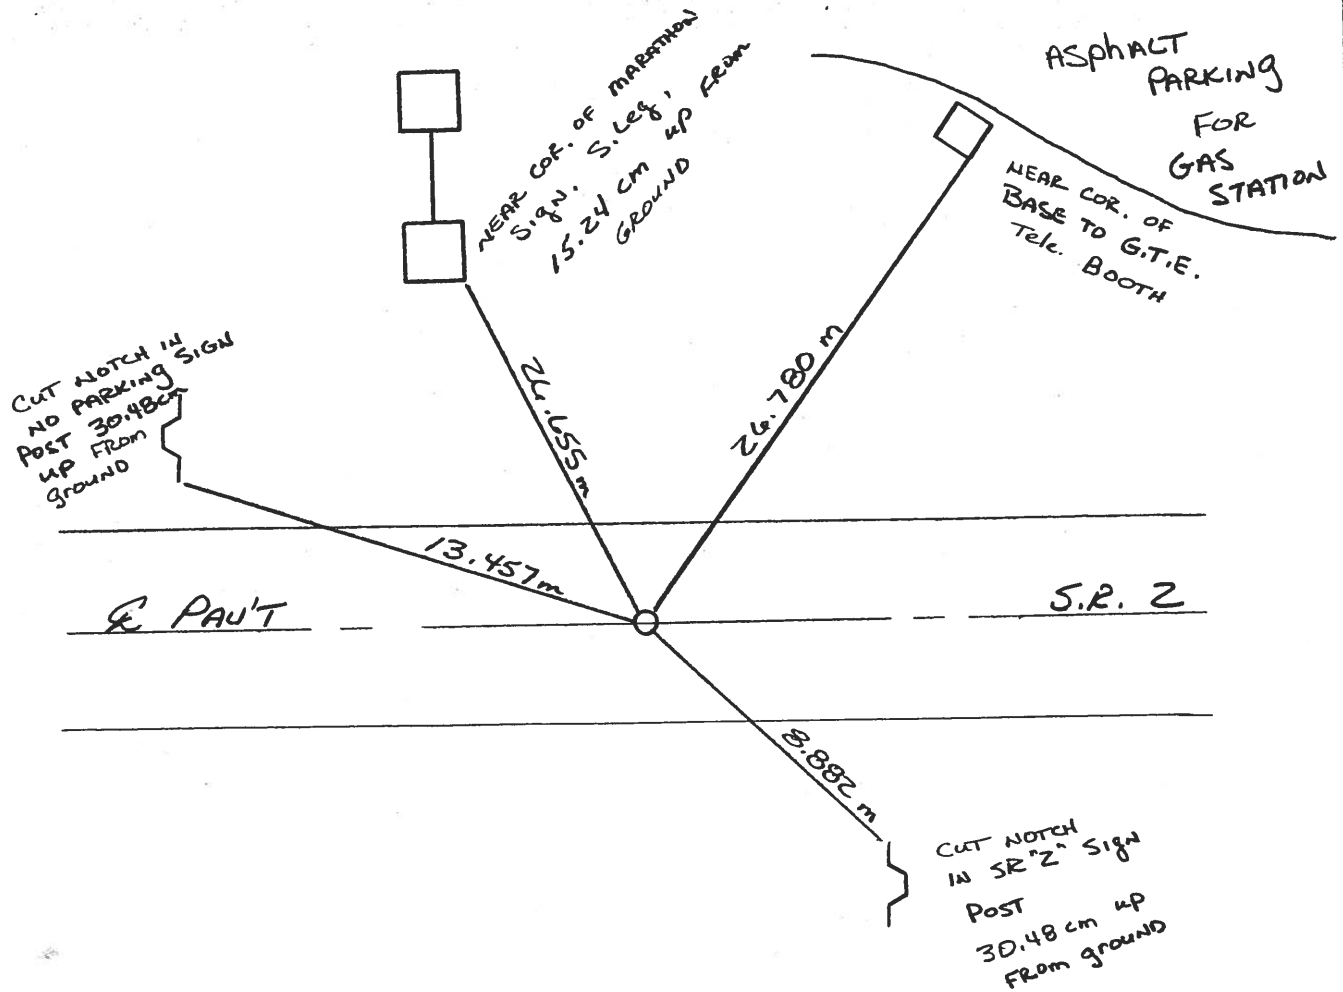 NEAR COR. OF MARATHON
SIGN. S. Leg,
15.24 cm up FROM
GROUND
ASPHALT
PARKING
FOR
GAS
STATION
NEAR COR. OF
BASE TO G.T.E.
Tele. BOOTH
CUT NOTCH IN
NO PARKING SIGN
POST 30.48cm
up FROM
grOUND
26.655 m
26.780 m
13.457 m
℄ PAV'T
S.R. 2
8.882 m
CUT NOTCH
IN SR "2" SIgN
POST
30.48 cm up
FROM grOUND